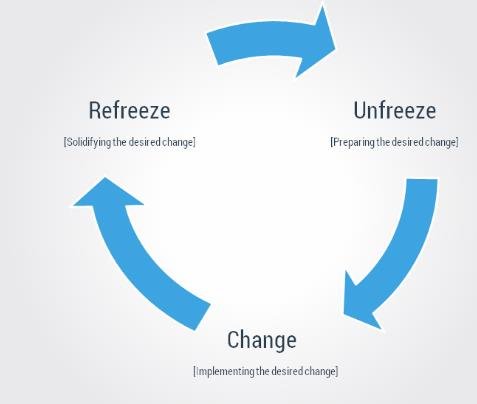 Refreeze
[Solidifying the desired change]
Unfreeze
[Preparing the desired change]
Change
[Implementing the desired change]